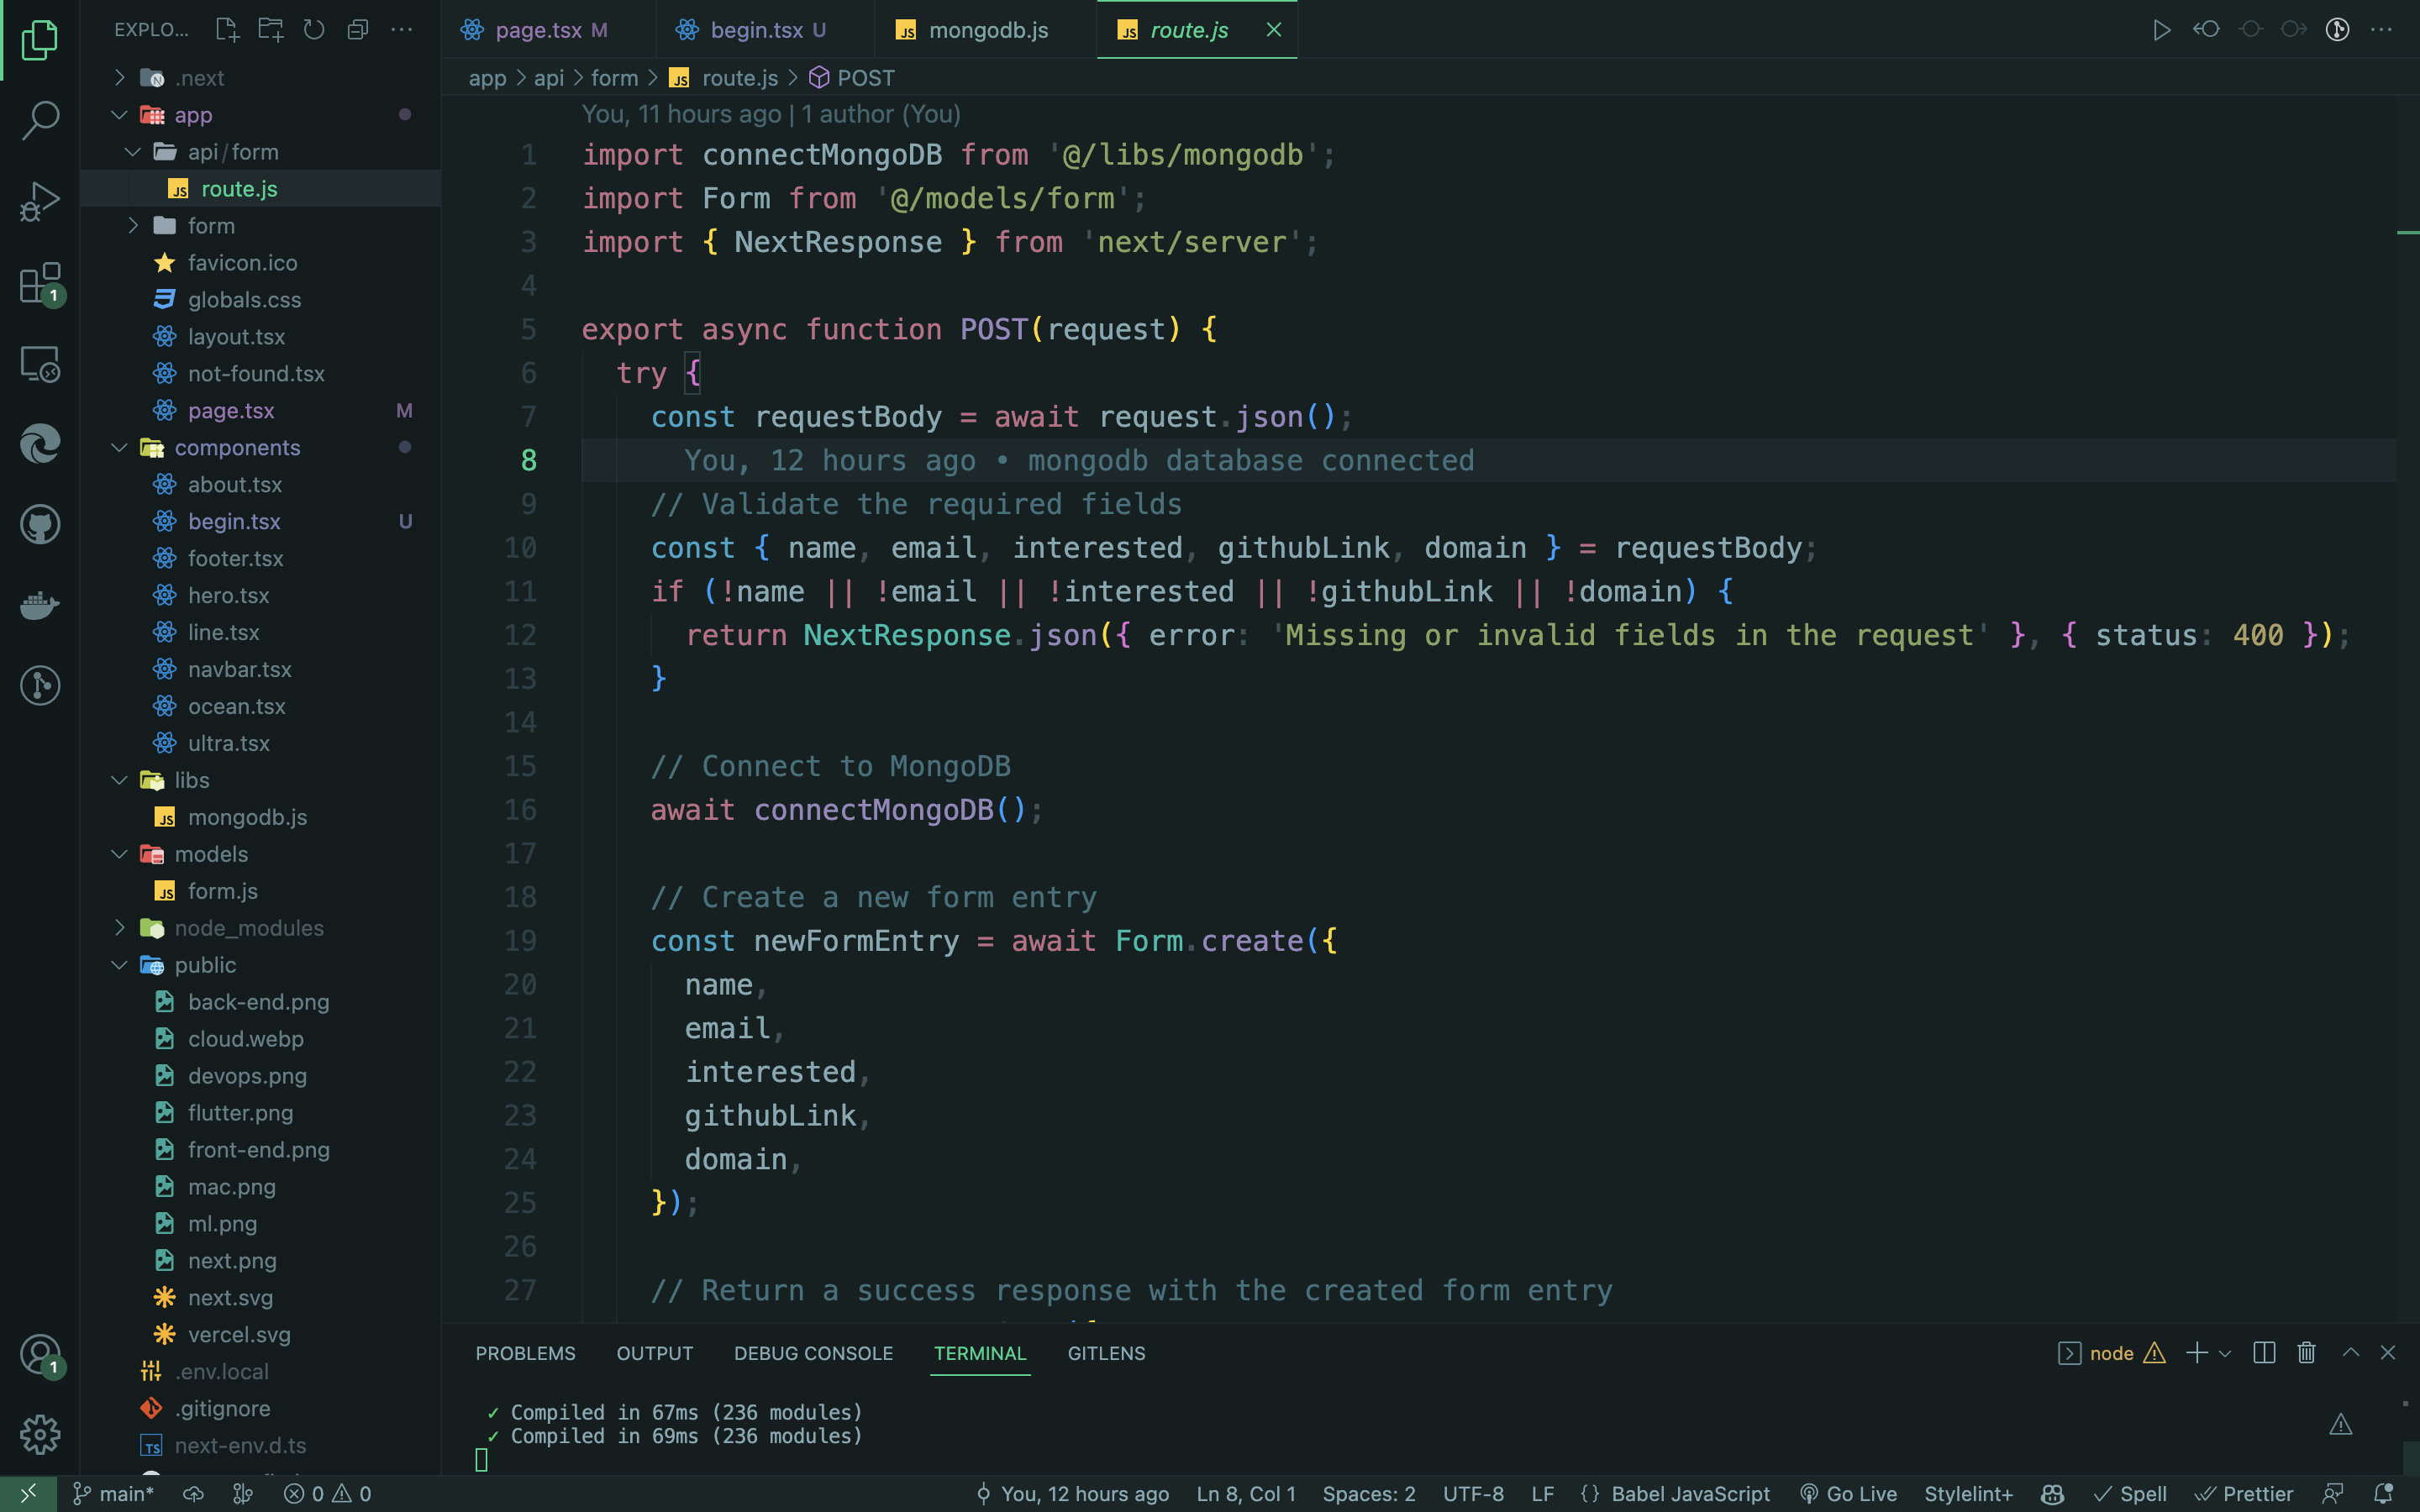 EXPLO...
.next
app
api/form
route.js
form
favicon.ico
globals.css
layout.tsx
not-found.tsx
page.tsx M
components
about.tsx
begin.tsx U
footer.tsx
hero.tsx
line.tsx
navbar.tsx
ocean.tsx
ultra.tsx
libs
mongodb.js
models
form.js
node_modules
public
back-end.png
cloud.webp
devops.png
flutter.png
front-end.png
mac.png
ml.png
next.png
next.svg
vercel.svg
.env.local
.gitignore
next-env.d.ts
1
1
page.tsx M
begin.tsx U
mongodb.js
route.js
app > api > form > route.js > POST
You, 11 hours ago | 1 author (You)
1 import connectMongoDB from '@/libs/mongodb';
2 import Form from '@/models/form';
3 import { NextResponse } from 'next/server';
4
5 export async function POST(request) {
6 try {
7 const requestBody = await request.json();
8 You, 12 hours ago • mongodb database connected
9 // Validate the required fields
10 const { name, email, interested, githubLink, domain } = requestBody;
11 if (!name || !email || !interested || !githubLink || !domain) {
12 return NextResponse.json({ error: 'Missing or invalid fields in the request' }, { status: 400 });
13 }
14
15 // Connect to MongoDB
16 await connectMongoDB();
17
18 // Create a new form entry
19 const newFormEntry = await Form.create({
20 name,
21 email,
22 interested,
23 githubLink,
24 domain,
25 });
26
27 // Return a success response with the created form entry
PROBLEMS OUTPUT DEBUG CONSOLE TERMINAL GITLENS
node
✓ Compiled in 67ms (236 modules)
✓ Compiled in 69ms (236 modules)
main* 0 0 You, 12 hours ago Ln 8, Col 1 Spaces: 2 UTF-8 LF {} Babel JavaScript Go Live Stylelint+ Spell Prettier